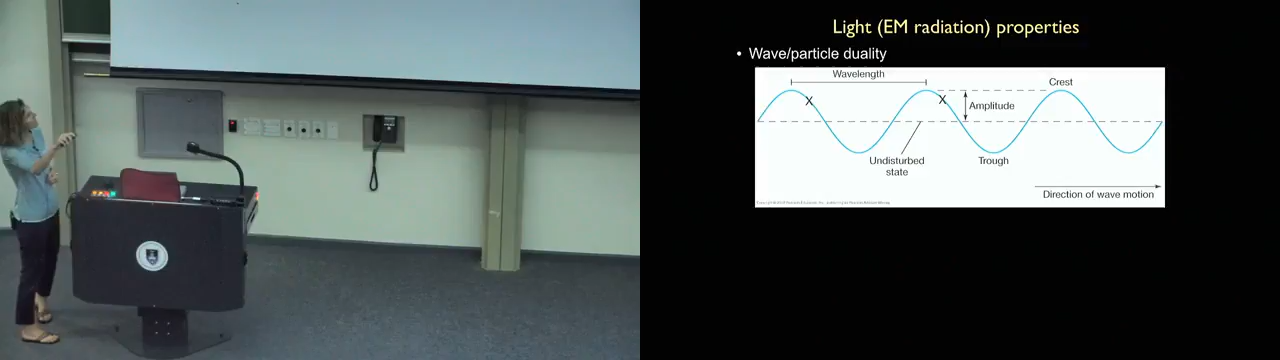 Light (EM radiation) properties
• Wave/particle duality
Wavelength
Crest
X
X
Amplitude
Undisturbed
state
Trough
Direction of wave motion